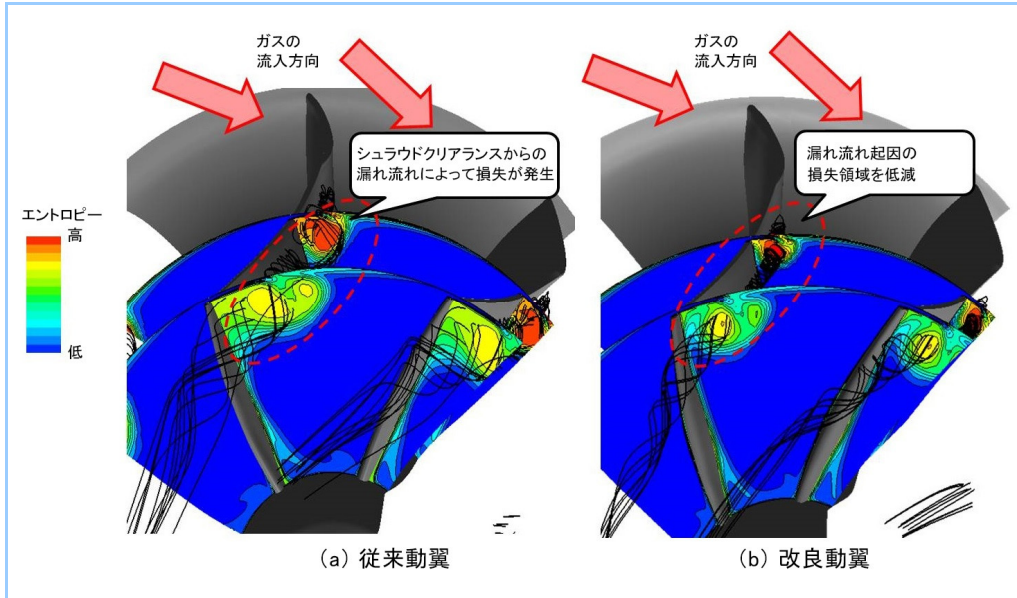 ガスの
流入方向
ガスの
流入方向
シュラウドクリアランスからの
漏れ流れによって損失が発生
漏れ流れ起因の
損失領域を低減
エントロピー
高
低
(a) 従来動翼
(b) 改良動翼